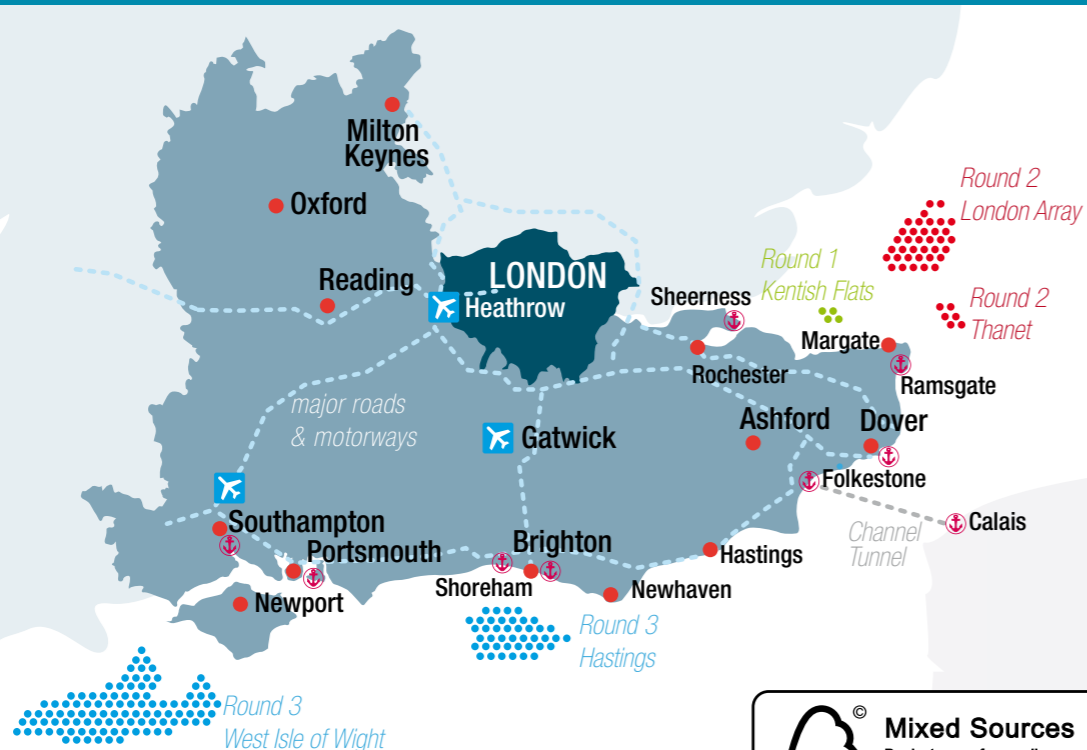 Milton
Keynes
Oxford
Round 2
London Array
Reading
LONDON
Heathrow
Round 1
Kentish Flats
Sheerness
Round 2
Thanet
Margate
Rochester
Ramsgate
major roads
& motorways
Ashford
Dover
Gatwick
Folkestone
Southampton
Channel
Tunnel
Calais
Portsmouth
Brighton
Hastings
Shoreham
Newhaven
Newport
Round 3
Hastings
Round 3
West Isle of Wight
©
Mixed Sources